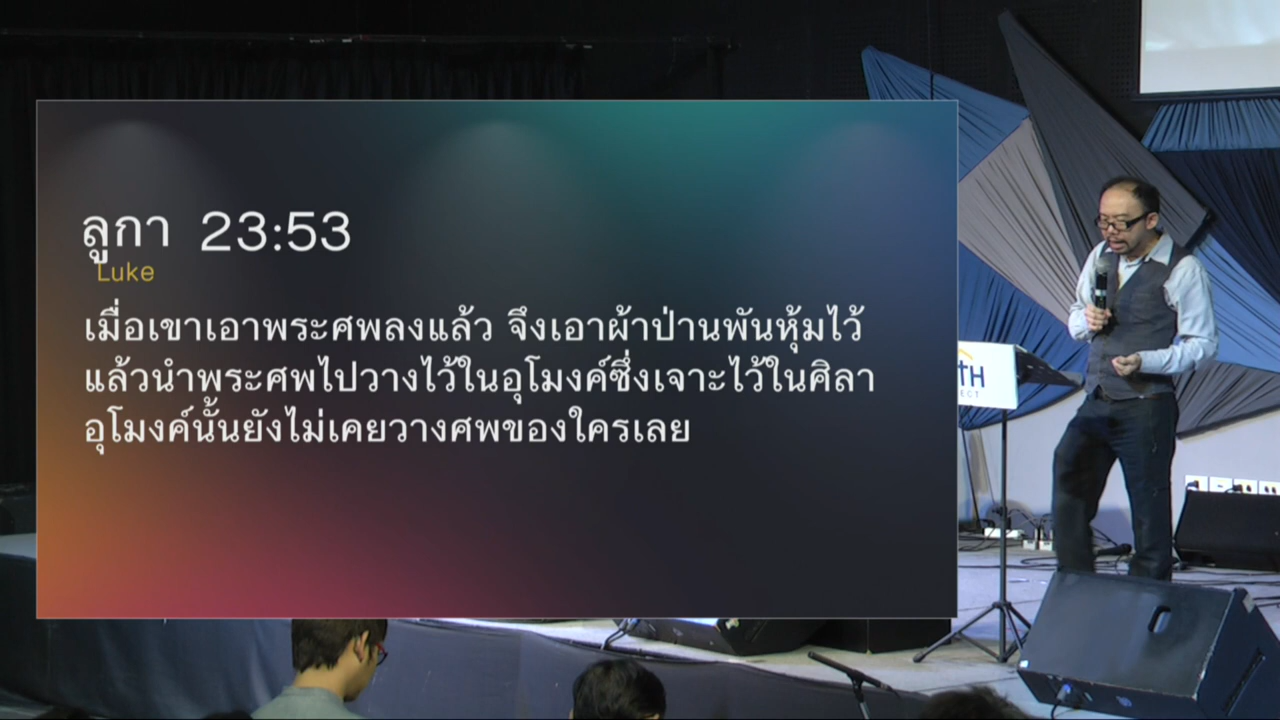 ลูกา 23:53
Luke
เมื่อเขาเอาพระศพลงแล้ว จึงเอาผ้าป่านพันหุ้มไว้
แล้วนำพระศพไปวางไว้ในอุโมงค์ซึ่งเจาะไว้ในศิลา
อุโมงค์นั้นยังไม่เคยวางศพของใครเลย
TH
ECT